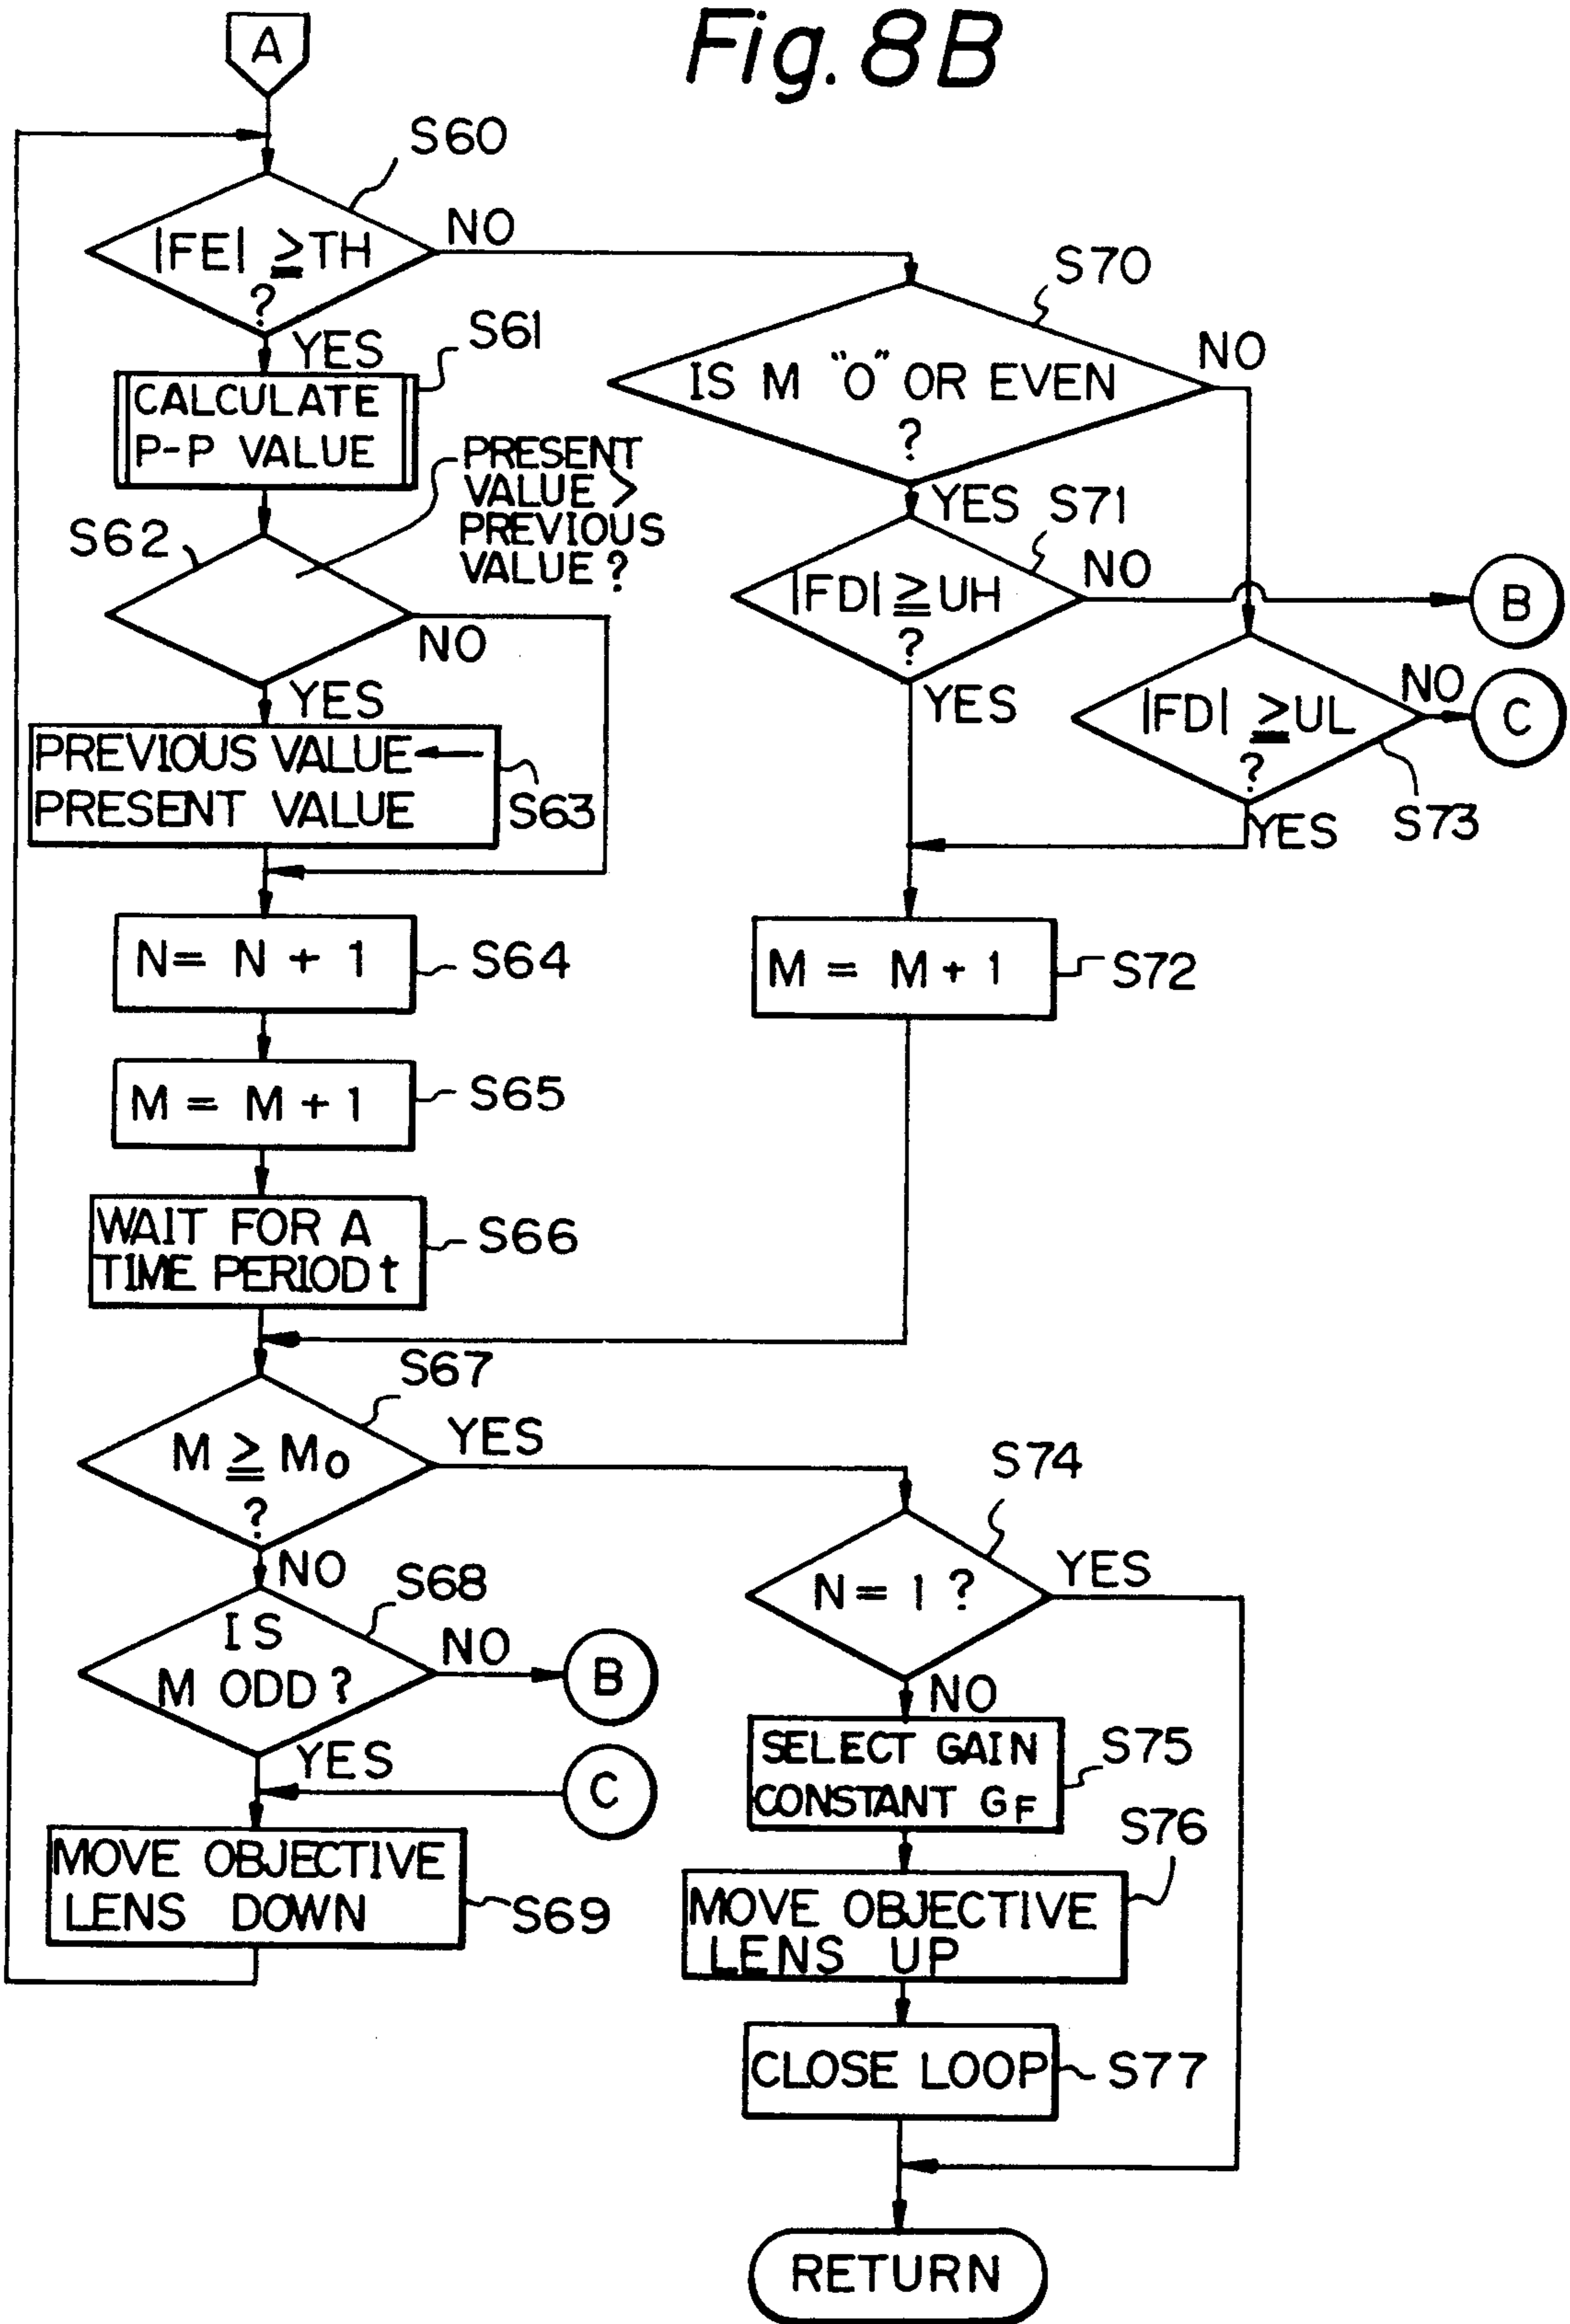 Fig. 8B
A
S60
|FE| ≥ TH
?
NO
YES
S61
CALCULATE
P-P VALUE
PRESENT
VALUE >
PREVIOUS
VALUE ?
S62
NO
YES
PREVIOUS VALUE ←
PRESENT VALUE
S63
N = N + 1
S64
M = M + 1
S65
WAIT FOR A
TIME PERIOD t
S66
S67
M ≥ M0
?
YES
NO
S68
IS
M ODD ?
NO
B
YES
C
MOVE OBJECTIVE
LENS DOWN
S69
S70
IS M "0" OR EVEN
?
NO
YES
S71
|FD| ≥ UH
?
NO
B
YES
|FD| ≥ UL
?
NO
C
S73
YES
M = M + 1
S72
S74
N = 1 ?
YES
NO
SELECT GAIN
CONSTANT GF
S75
S76
MOVE OBJECTIVE
LENS UP
CLOSE LOOP
S77
RETURN